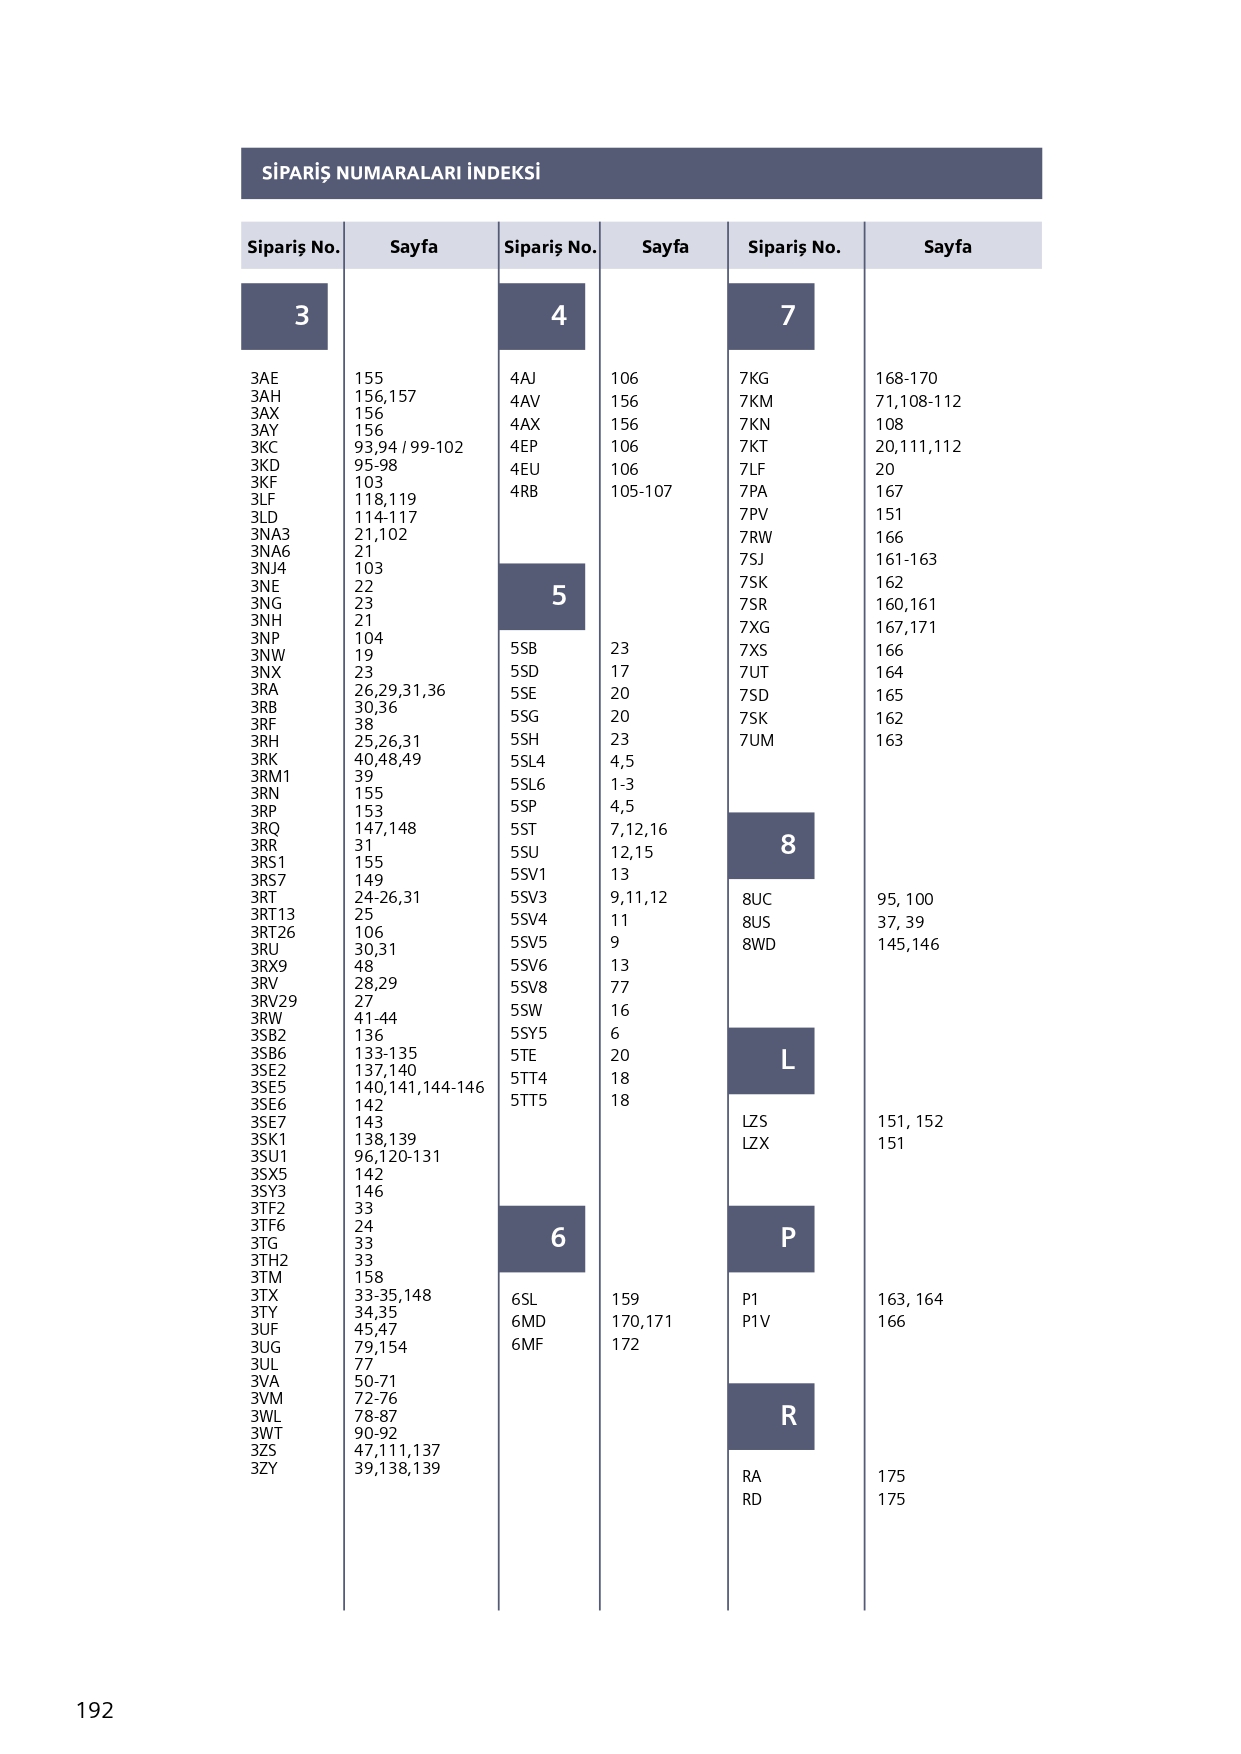 SİPARİŞ NUMARALARI İNDEKSİ
Sipariş No. Sayfa Sipariş No. Sayfa Sipariş No. Sayfa
3
3AE 155
3AH 156,157
3AX 156
3AY 156
3KC 93,94 / 99-102
3KD 95-98
3KF 103
3LF 118,119
3LD 114-117
3NA3 21,102
3NA6 21
3NJ4 103
3NE 22
3NG 23
3NH 21
3NP 104
3NW 19
3NX 23
3RA 26,29,31,36
3RB 30,36
3RF 38
3RH 25,26,31
3RK 40,48,49
3RM1 39
3RN 155
3RP 153
3RQ 147,148
3RR 31
3RS1 155
3RS7 149
3RT 24-26,31
3RT13 25
3RT26 106
3RU 30,31
3RX9 48
3RV 28,29
3RV29 27
3RW 41-44
3SB2 136
3SB6 133-135
3SE2 137,140
3SE5 140,141,144-146
3SE6 142
3SE7 143
3SK1 138,139
3SU1 96,120-131
3SX5 142
3SY3 146
3TF2 33
3TF6 24
3TG 33
3TH2 33
3TM 158
3TX 33-35,148
3TY 34,35
3UF 45,47
3UG 79,154
3UL 77
3VA 50-71
3VM 72-76
3WL 78-87
3WT 90-92
3ZS 47,111,137
3ZY 39,138,139
4
4AJ 106
4AV 156
4AX 156
4EP 106
4EU 106
4RB 105-107
5
5SB 23
5SD 17
5SE 20
5SG 20
5SH 23
5SL4 4,5
5SL6 1-3
5SP 4,5
5ST 7,12,16
5SU 12,15
5SV1 13
5SV3 9,11,12
5SV4 11
5SV5 9
5SV6 13
5SV8 77
5SW 16
5SY5 6
5TE 20
5TT4 18
5TT5 18
6
6SL 159
6MD 170,171
6MF 172
7
7KG 168-170
7KM 71,108-112
7KN 108
7KT 20,111,112
7LF 20
7PA 167
7PV 151
7RW 166
7SJ 161-163
7SK 162
7SR 160,161
7XG 167,171
7XS 166
7UT 164
7SD 165
7SK 162
7UM 163
8
8UC 95, 100
8US 37, 39
8WD 145,146
L
LZS 151, 152
LZX 151
P
P1 163, 164
P1V 166
R
RA 175
RD 175
192